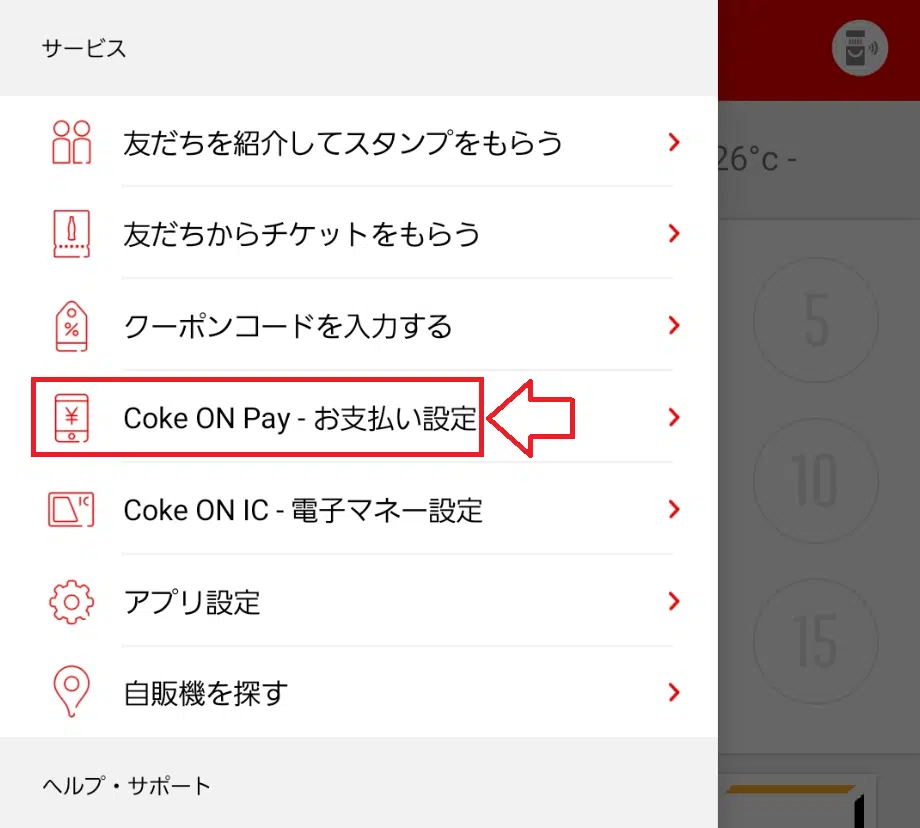 サービス
友だちを紹介してスタンプをもらう
友だちからチケットをもらう
クーポンコードを入力する
Coke ON Pay - お支払い設定
Coke ON IC - 電子マネー設定
アプリ設定
自販機を探す
ヘルプ・サポート
26°c -
5
10
15
¥
%
IC